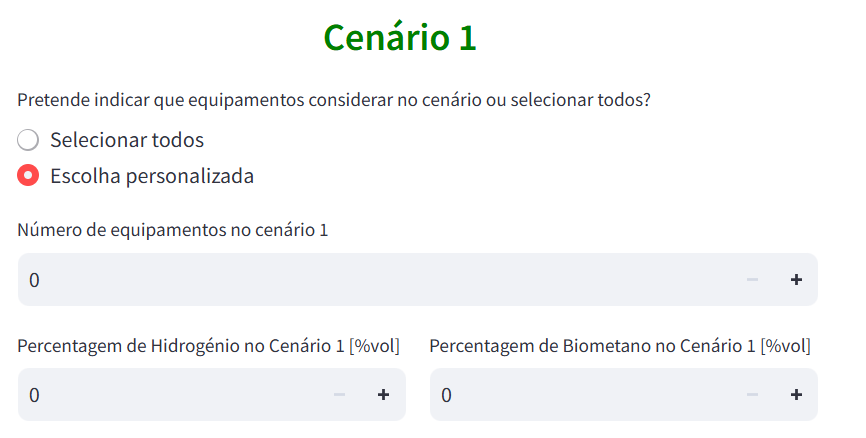 Cenário 1
Pretende indicar que equipamentos considerar no cenário ou selecionar todos?
Selecionar todos
Escolha personalizada
Número de equipamentos no cenário 1
0
Percentagem de Hidrogénio no Cenário 1 [%vol]
0
Percentagem de Biometano no Cenário 1 [%vol]
0